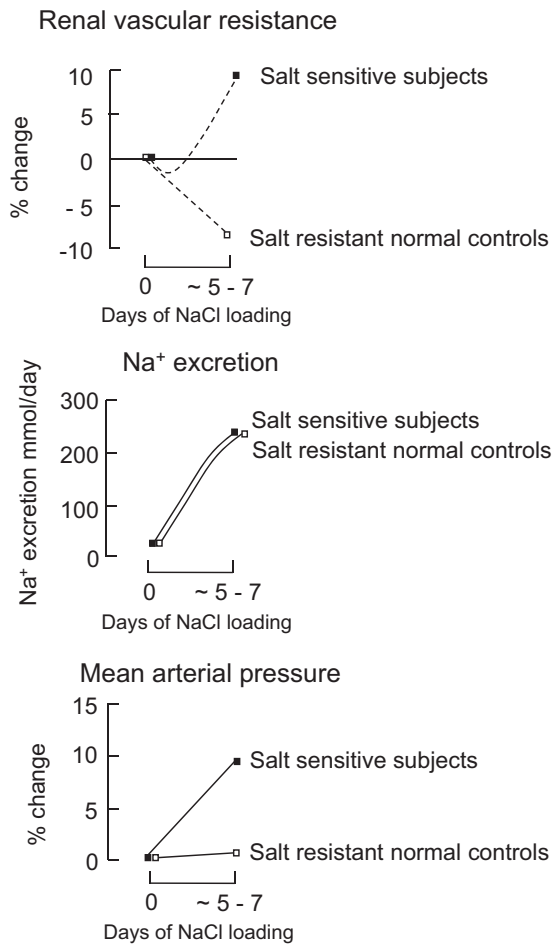 Renal vascular resistance
% change
10
5
0
- 5
-10
Salt sensitive subjects
Salt resistant normal controls
0
~ 5 - 7
Days of NaCl loading
Na⁺ excretion
Na⁺ excretion mmol/day
300
200
100
0
Salt sensitive subjects
Salt resistant normal controls
0
~ 5 - 7
Days of NaCl loading
Mean arterial pressure
% change
15
10
5
0
Salt sensitive subjects
Salt resistant normal controls
0
~ 5 - 7
Days of NaCl loading